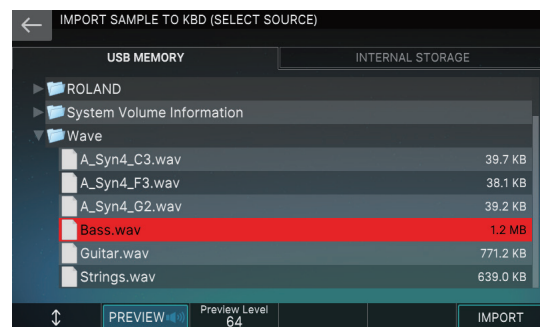 IMPORT SAMPLE TO KBD (SELECT SOURCE)
USB MEMORY INTERNAL STORAGE
ROLAND
System Volume Information
Wave
A_Syn4_C3.wav 39.7 KB
A_Syn4_F3.wav 38.1 KB
A_Syn4_G2.wav 39.2 KB
Bass.wav 1.2 MB
Guitar.wav 771.2 KB
Strings.wav 639.0 KB
PREVIEW Preview Level IMPORT
64